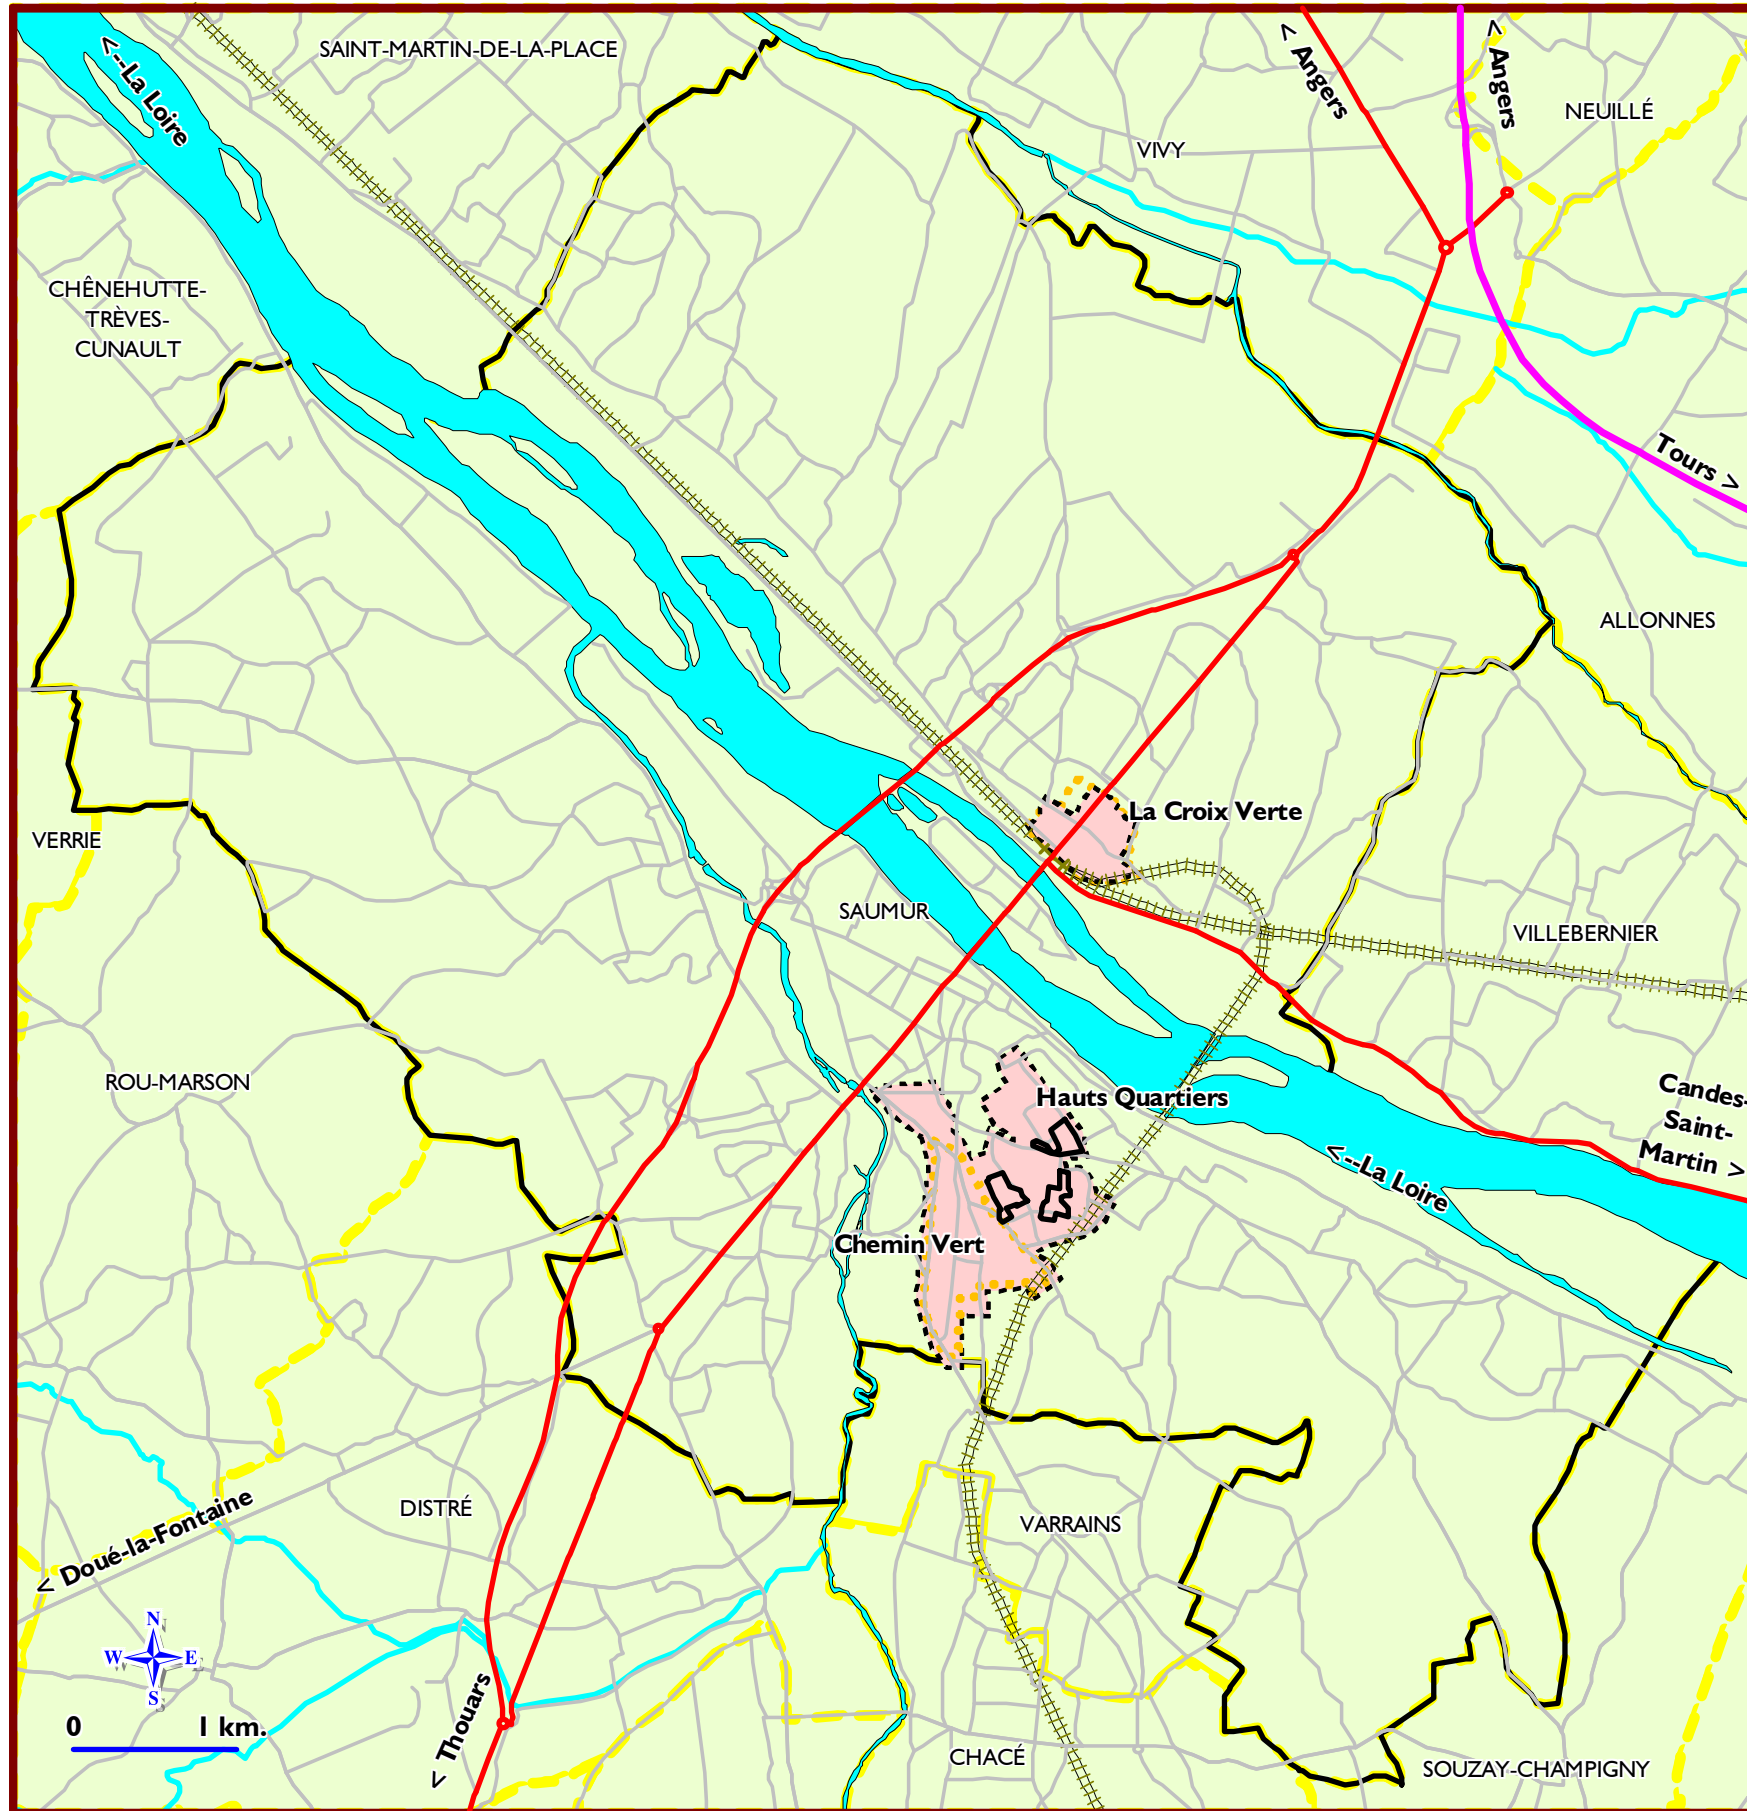 SAINT-MARTIN-DE-LA-PLACE
<---La Loire
< Angers
< Angers
NEUILLÉ
VIVY
CHÊNEHUTTE-
TRÈVES-
CUNAULT
Tours >
ALLONNES
La Croix Verte
VERRIE
SAUMUR
VILLEBERNIER
ROU-MARSON
Hauts Quartiers
Candes-
Saint-
Martin >
<--La Loire
Chemin Vert
DISTRÉ
VARRAINS
< Doué-la-Fontaine
N
W E
S
< Thouars
0 1 km.
CHACÉ
SOUZAY-CHAMPIGNY